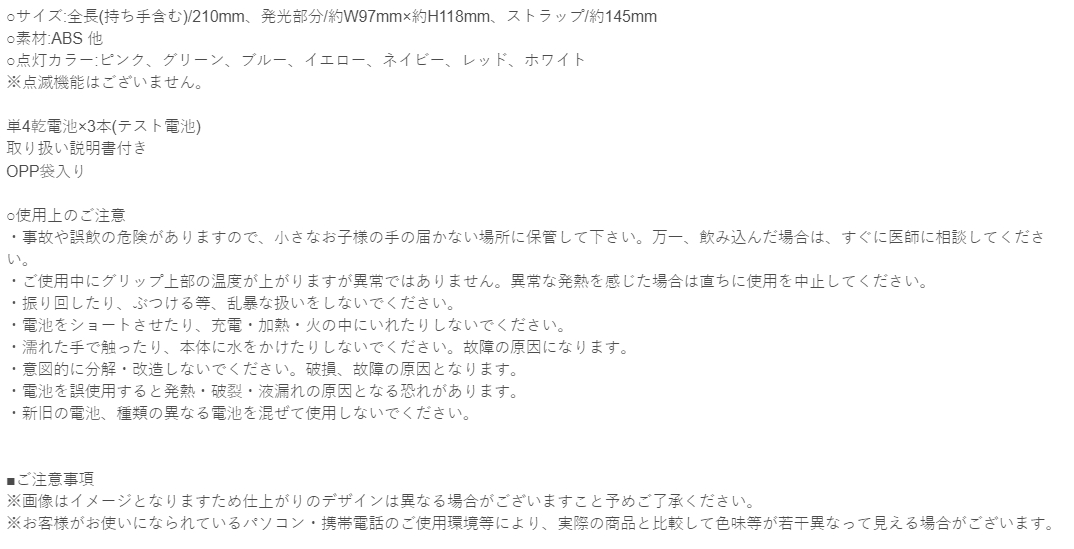 ○サイズ:全長(持ち手含む)/210mm、発光部分/約W97mm×約H118mm、ストラップ/約145mm
○素材:ABS 他
○点灯カラー:ピンク、グリーン、ブルー、イエロー、ネイビー、レッド、ホワイト
※点滅機能はございません。
単4乾電池×3本(テスト電池)
取り扱い説明書付き
OPP袋入り
○使用上のご注意
・事故や誤飲の危険がありますので、小さなお子様の手の届かない場所に保管して下さい。万一、飲み込んだ場合は、すぐに医師に相談してくださ
い。
・ご使用中にグリップ上部の温度が上がりますが異常ではありません。異常な発熱を感じた場合は直ちに使用を中止してください。
・振り回したり、ぶつける等、乱暴な扱いをしないでください。
・電池をショートさせたり、充電・加熱・火の中にいれたりしないでください。
・濡れた手で触ったり、本体に水をかけたりしないでください。故障の原因になります。
・意図的に分解・改造しないでください。破損、故障の原因となります。
・電池を誤使用すると発熱・破裂・液漏れの原因となる恐れがあります。
・新旧の電池、種類の異なる電池を混ぜて使用しないでください。
■ご注意事項
※画像はイメージとなりますため仕上がりのデザインは異なる場合がございますこと予めご了承ください。
※お客様がお使いになられているパソコン・携帯電話のご使用環境等により、実際の商品と比較して色味等が若干異なって見える場合がございます。